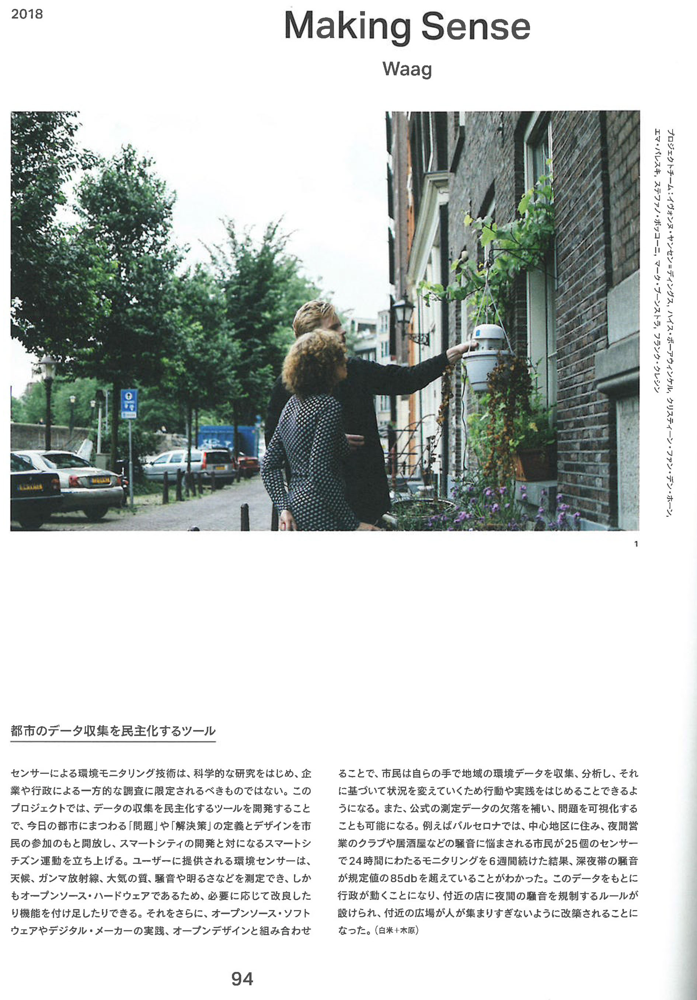 2018
Making Sense
Waag
プロジェクトチーム：イヴォンヌ・ヤンセン＝ディングス, ハイス・ボーアウィンケル, クリスティーン・ファン・デン・ホーン,
エマ・パレスキ, ステファノ・ボッコーニ, マーク・ブーンストラ, フランク・クレシン
1
都市のデータ収集を民主化するツール
センサーによる環境モニタリング技術は、科学的な研究をはじめ、企
業や行政による一方的な調査に限定されるべきものではない。この
プロジェクトでは、データの収集を民主化するツールを開発すること
で、今日の都市にまつわる「問題」や「解決策」の定義とデザインを市
民の参加のもと開放し、スマートシティの開発と対になるスマートシ
チズン運動を立ち上げる。ユーザーに提供される環境センサーは、
天候、ガンマ放射線、大気の質、騒音や明るさなどを測定でき、しか
もオープンソース・ハードウェアであるため、必要に応じて改良した
り機能を付け足したりできる。それをさらに、オープンソース・ソフト
ウェアやデジタル・メーカーの実践、オープンデザインと組み合わせ
ることで、市民は自らの手で地域の環境データを収集、分析し、それ
に基づいて状況を変えていくため行動や実践をはじめることできるよ
うになる。また、公式の測定データの欠落を補い、問題を可視化する
ことも可能になる。例えばバルセロナでは、中心地区に住み、夜間営
業のクラブや居酒屋などの騒音に悩まされる市民が25個のセンサー
で24時間にわたるモニタリングを6週間続けた結果、深夜帯の騒音
が規定値の85dbを超えていることがわかった。このデータをもとに
行政が動くことになり、付近の店に夜間の騒音を規制するルールが
設けられ、付近の広場が人が集まりすぎないように改築されることに
なった。（白米＋木原）
94